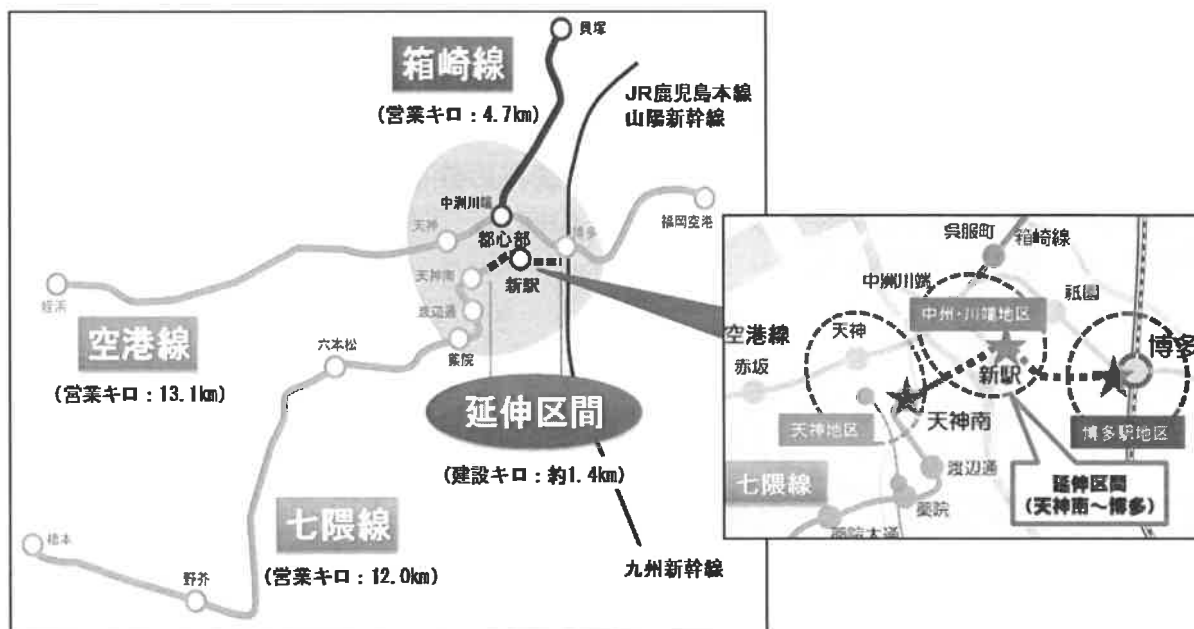 貝塚
箱崎線
(営業キロ：4.7km)
JR鹿児島本線
山陽新幹線
中洲川端
福岡空港
天神
都心部
博多
天神南
新駅
渡辺通
姪浜
空港線
(営業キロ：13.1km)
六本松
薬院
延伸区間
(建設キロ：約1.4km)
七隈線
(営業キロ：12.0km)
橋本
野芥
九州新幹線
呉服町
箱崎線
中洲川端
祇園
中州・川端地区
空港線
天神
赤坂
新駅
博多
天神南
天神地区
博多駅地区
渡辺通
七隈線
薬院
薬院大通
延伸区間
(天神南～博多)